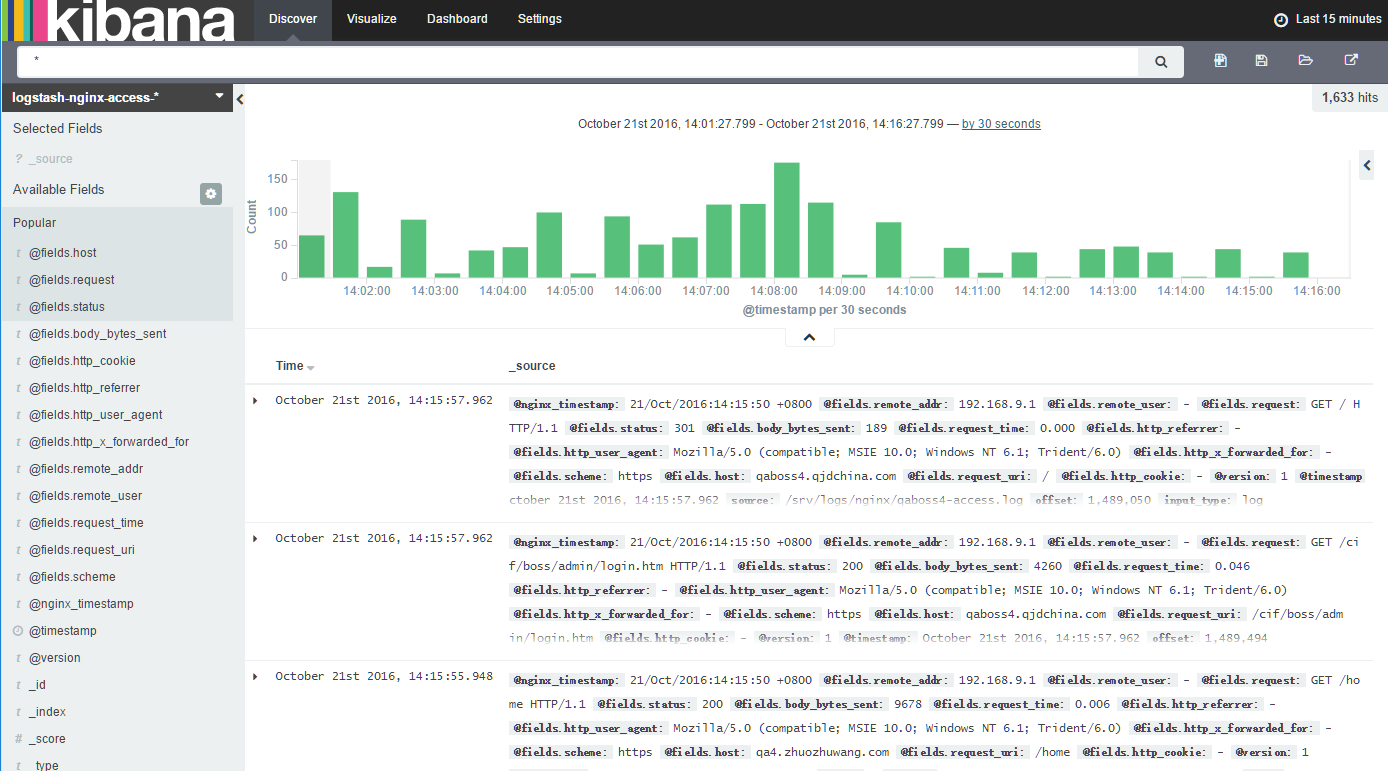 kibana
Discover Visualize Dashboard Settings Last 15 minutes
*
logstash-nginx-access-*
1,633 hits
Selected Fields
? _source
Available Fields
Popular
t @fields.host
t @fields.request
t @fields.status
t @fields.body_bytes_sent
t @fields.http_cookie
t @fields.http_referrer
t @fields.http_user_agent
t @fields.http_x_forwarded_for
t @fields.remote_addr
t @fields.remote_user
t @fields.request_time
t @fields.request_uri
t @fields.scheme
t @nginx_timestamp
@timestamp
t @version
t _id
t _index
# _score
t _type
October 21st 2016, 14:01:27.799 - October 21st 2016, 14:16:27.799 — by 30 seconds
Count
150
100
50
0
14:02:00 14:03:00 14:04:00 14:05:00 14:06:00 14:07:00 14:08:00 14:09:00 14:10:00 14:11:00 14:12:00 14:13:00 14:14:00 14:15:00 14:16:00
@timestamp per 30 seconds
Time _source
October 21st 2016, 14:15:57.962 @nginx_timestamp: 21/Oct/2016:14:15:50 +0800 @fields.remote_addr: 192.168.9.1 @fields.remote_user: - @fields.request: GET / H
TTP/1.1 @fields.status: 301 @fields.body_bytes_sent: 189 @fields.request_time: 0.000 @fields.http_referrer: -
@fields.http_user_agent: Mozilla/5.0 (compatible; MSIE 10.0; Windows NT 6.1; Trident/6.0) @fields.http_x_forwarded_for: -
@fields.scheme: https @fields.host: qaboss4.qjdchina.com @fields.request_uri: / @fields.http_cookie: - @version: 1 @timestamp
ctober 21st 2016, 14:15:57.962 source: /srv/logs/nginx/qaboss4-access.log offset: 1,489,050 input_type: log
October 21st 2016, 14:15:57.962 @nginx_timestamp: 21/Oct/2016:14:15:50 +0800 @fields.remote_addr: 192.168.9.1 @fields.remote_user: - @fields.request: GET /ci
f/boss/admin/login.htm HTTP/1.1 @fields.status: 200 @fields.body_bytes_sent: 4260 @fields.request_time: 0.046
@fields.http_referrer: - @fields.http_user_agent: Mozilla/5.0 (compatible; MSIE 10.0; Windows NT 6.1; Trident/6.0)
@fields.http_x_forwarded_for: - @fields.scheme: https @fields.host: qaboss4.qjdchina.com @fields.request_uri: /cif/boss/adm
in/login.htm @fields.http_cookie: - @version: 1 @timestamp: October 21st 2016, 14:15:57.962 offset: 1,489,494
October 21st 2016, 14:15:55.948 @nginx_timestamp: 21/Oct/2016:14:15:50 +0800 @fields.remote_addr: 192.168.9.1 @fields.remote_user: - @fields.request: GET /ho
me HTTP/1.1 @fields.status: 200 @fields.body_bytes_sent: 9678 @fields.request_time: 0.006 @fields.http_referrer: -
@fields.http_user_agent: Mozilla/5.0 (compatible; MSIE 10.0; Windows NT 6.1; Trident/6.0) @fields.http_x_forwarded_for: -
@fields.scheme: https @fields.host: qa4.zhuozhuwang.com @fields.request_uri: /home @fields.http_cookie: - @version: 1